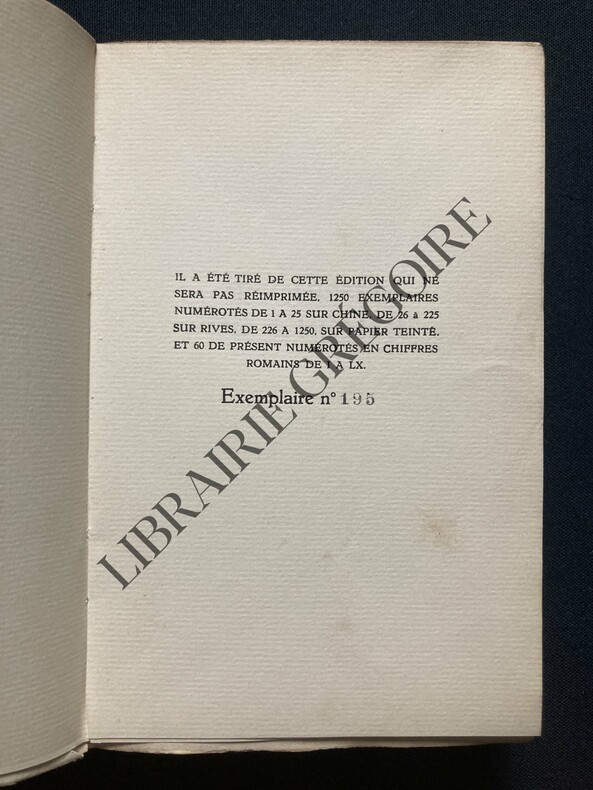 IL A ÉTÉ TIRÉ DE CETTE ÉDITION QUI NE
SERA PAS RÉIMPRIMÉE, 1250 EXEMPLAIRES
NUMÉROTÉS DE 1 A 25 SUR CHINE, DE 26 à 225
SUR RIVES, DE 226 A 1250, SUR PAPIER TEINTÉ.
ET 60 DE PRÉSENT NUMÉROTÉS EN CHIFFRES
ROMAINS DE I A LX.
Exemplaire n° 195
LIBRAIRIE GRÉGOIRE